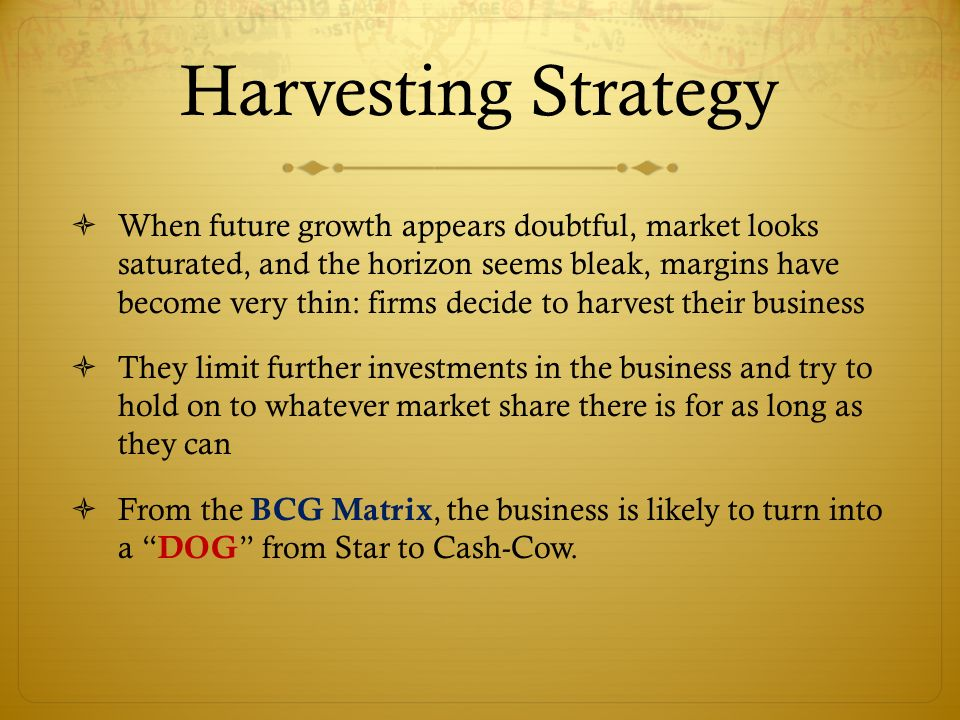 Harvesting Strategy
When future growth appears doubtful, market looks
saturated, and the horizon seems bleak, margins have
become very thin: firms decide to harvest their business
They limit further investments in the business and try to
hold on to whatever market share there is for as long as
they can
From the BCG Matrix, the business is likely to turn into
a “DOG” from Star to Cash-Cow.